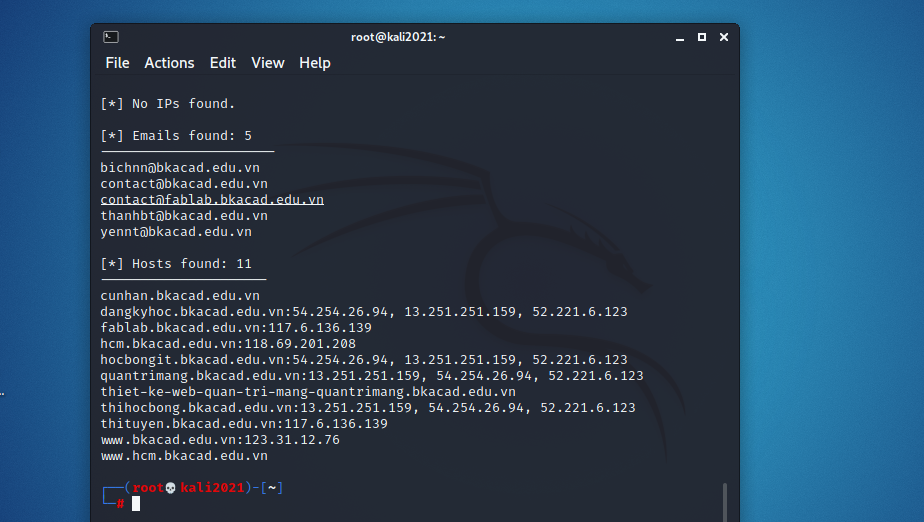 root@kali2021: ~
File Actions Edit View Help
[*] No IPs found.
[*] Emails found: 5
bichnn@bkacad.edu.vn
contact@bkacad.edu.vn
contact@fablab.bkacad.edu.vn
thanhbt@bkacad.edu.vn
yennt@bkacad.edu.vn
[*] Hosts found: 11
cunhan.bkacad.edu.vn
dangkyhoc.bkacad.edu.vn:54.254.26.94, 13.251.251.159, 52.221.6.123
fablab.bkacad.edu.vn:117.6.136.139
hcm.bkacad.edu.vn:118.69.201.208
hocbongit.bkacad.edu.vn:54.254.26.94, 13.251.251.159, 52.221.6.123
quantrimang.bkacad.edu.vn:13.251.251.159, 54.254.26.94, 52.221.6.123
thiet-ke-web-quan-tri-mang-quantrimang.bkacad.edu.vn
thihocbong.bkacad.edu.vn:13.251.251.159, 54.254.26.94, 52.221.6.123
thituyen.bkacad.edu.vn:117.6.136.139
www.bkacad.edu.vn:123.31.12.76
www.hcm.bkacad.edu.vn
┌──(root💀kali2021)-[~]
└─#